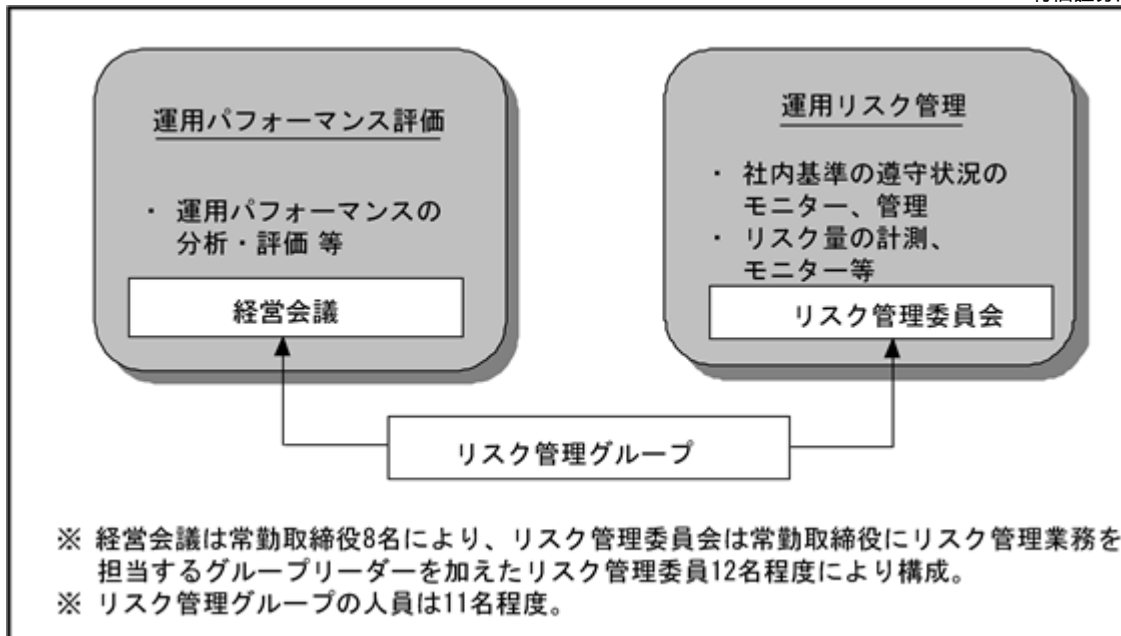 運用パフォーマンス評価
・ 運用パフォーマンスの
分析・評価 等
経営会議
運用リスク管理
・ 社内基準の遵守状況の
モニター、管理
・ リスク量の計測、
モニター等
リスク管理委員会
リスク管理グループ
※ 経営会議は常勤取締役8名により、リスク管理委員会は常勤取締役にリスク管理業務を
担当するグループリーダーを加えたリスク管理委員12名程度により構成。
※ リスク管理グループの人員は11名程度。